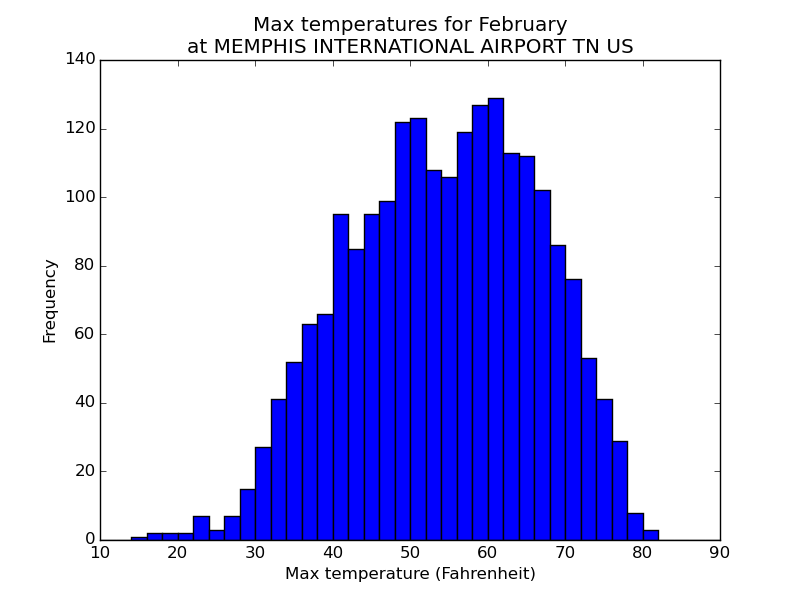 Max temperatures for February
at MEMPHIS INTERNATIONAL AIRPORT TN US
140
120
100
80
60
40
20
0
Frequency
10 20 30 40 50 60 70 80 90
Max temperature (Fahrenheit)